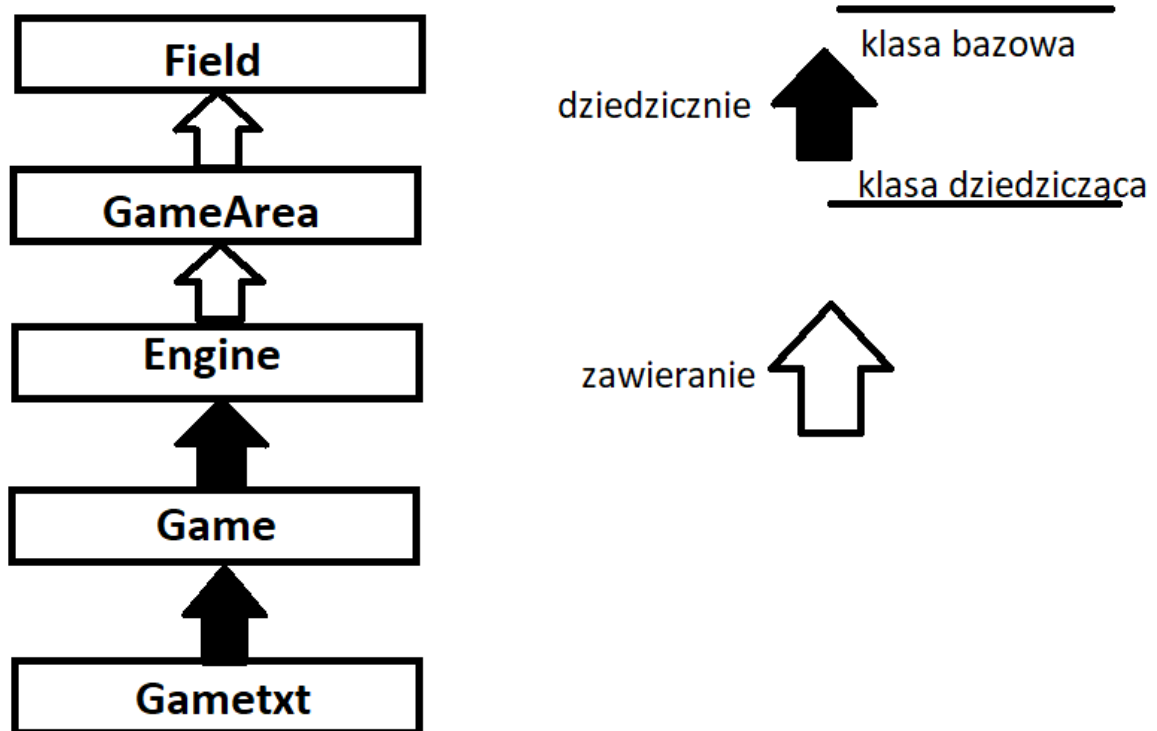 Field
GameArea
Engine
Game
Gametxt
klasa bazowa
dziedzicznie
klasa dziedzicząca
zawieranie